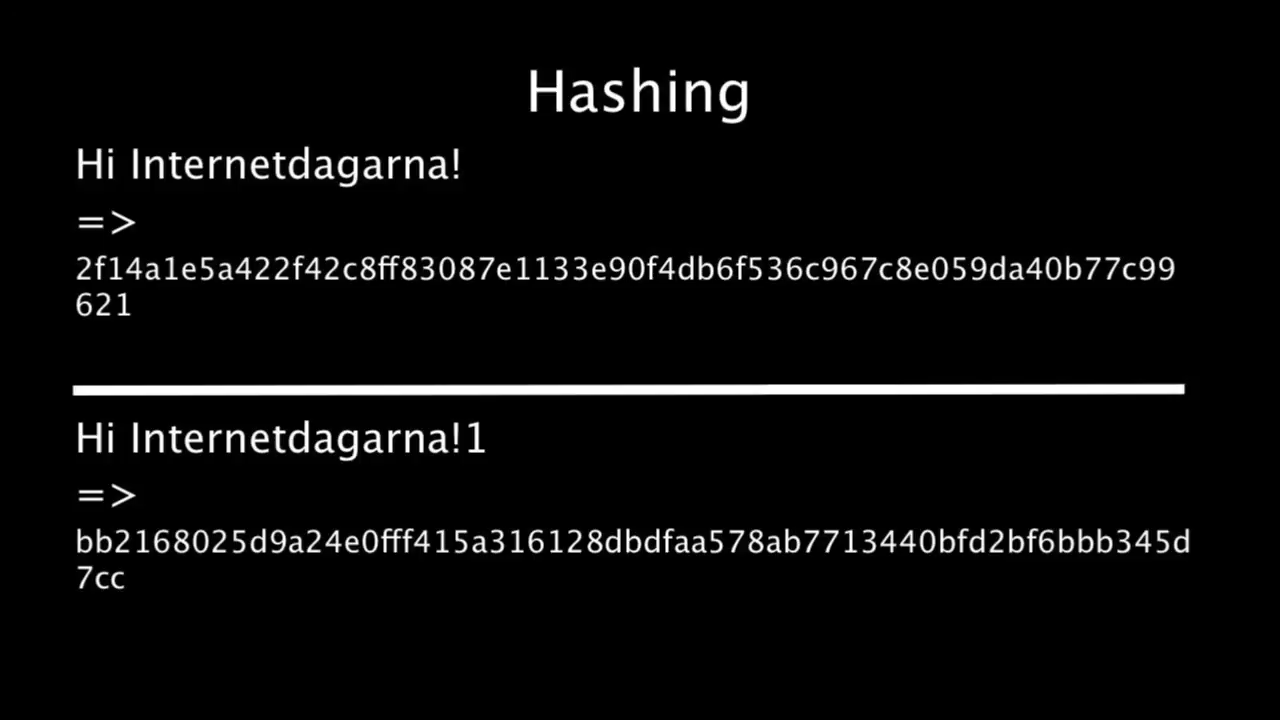 Hashing
Hi Internetdagarna!
=>
2f14a1e5a422f42c8ff83087e1133e90f4db6f536c967c8e059da40b77c99
621
Hi Internetdagarna!1
=>
bb2168025d9a24e0fff415a316128dbdfaa578ab7713440bfd2bf6bbb345d
7cc